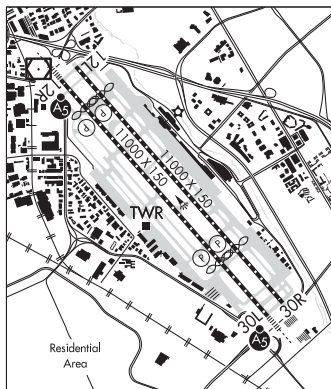 12L
12R
A5
P
P
11000 X 150
11000 X 150
TWR
P
P
30L
30R
A5
Residential
Area